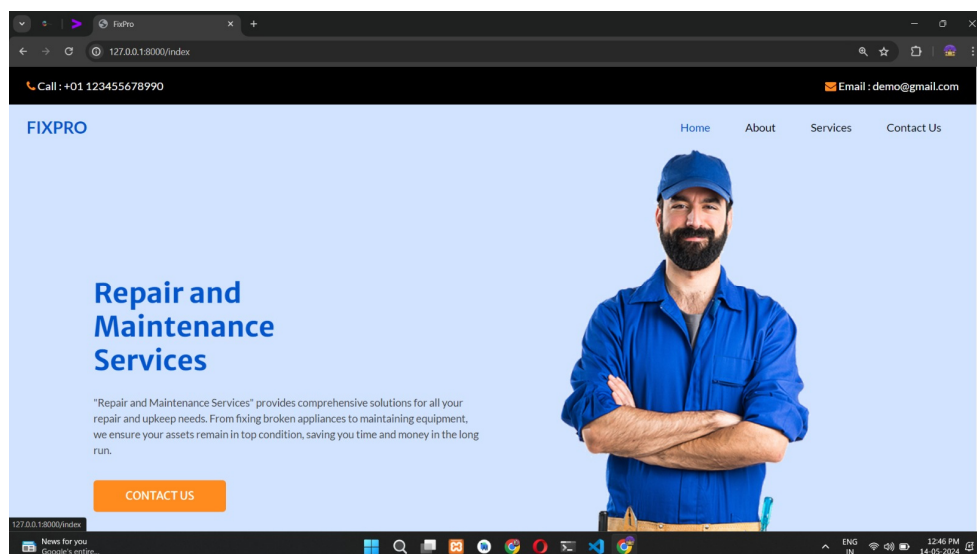 FixPro
127.0.0.1:8000/index
Call : +01 123455678990
Email : demo@gmail.com
FIXPRO
Home
About
Services
Contact Us
Repair and
Maintenance
Services
"Repair and Maintenance Services" provides comprehensive solutions for all your
repair and upkeep needs. From fixing broken appliances to maintaining equipment,
we ensure your assets remain in top condition, saving you time and money in the long
run.
CONTACT US
127.0.0.1:8000/index
News for you
Google's entire...
ENG
IN
12:46 PM
14-05-2024